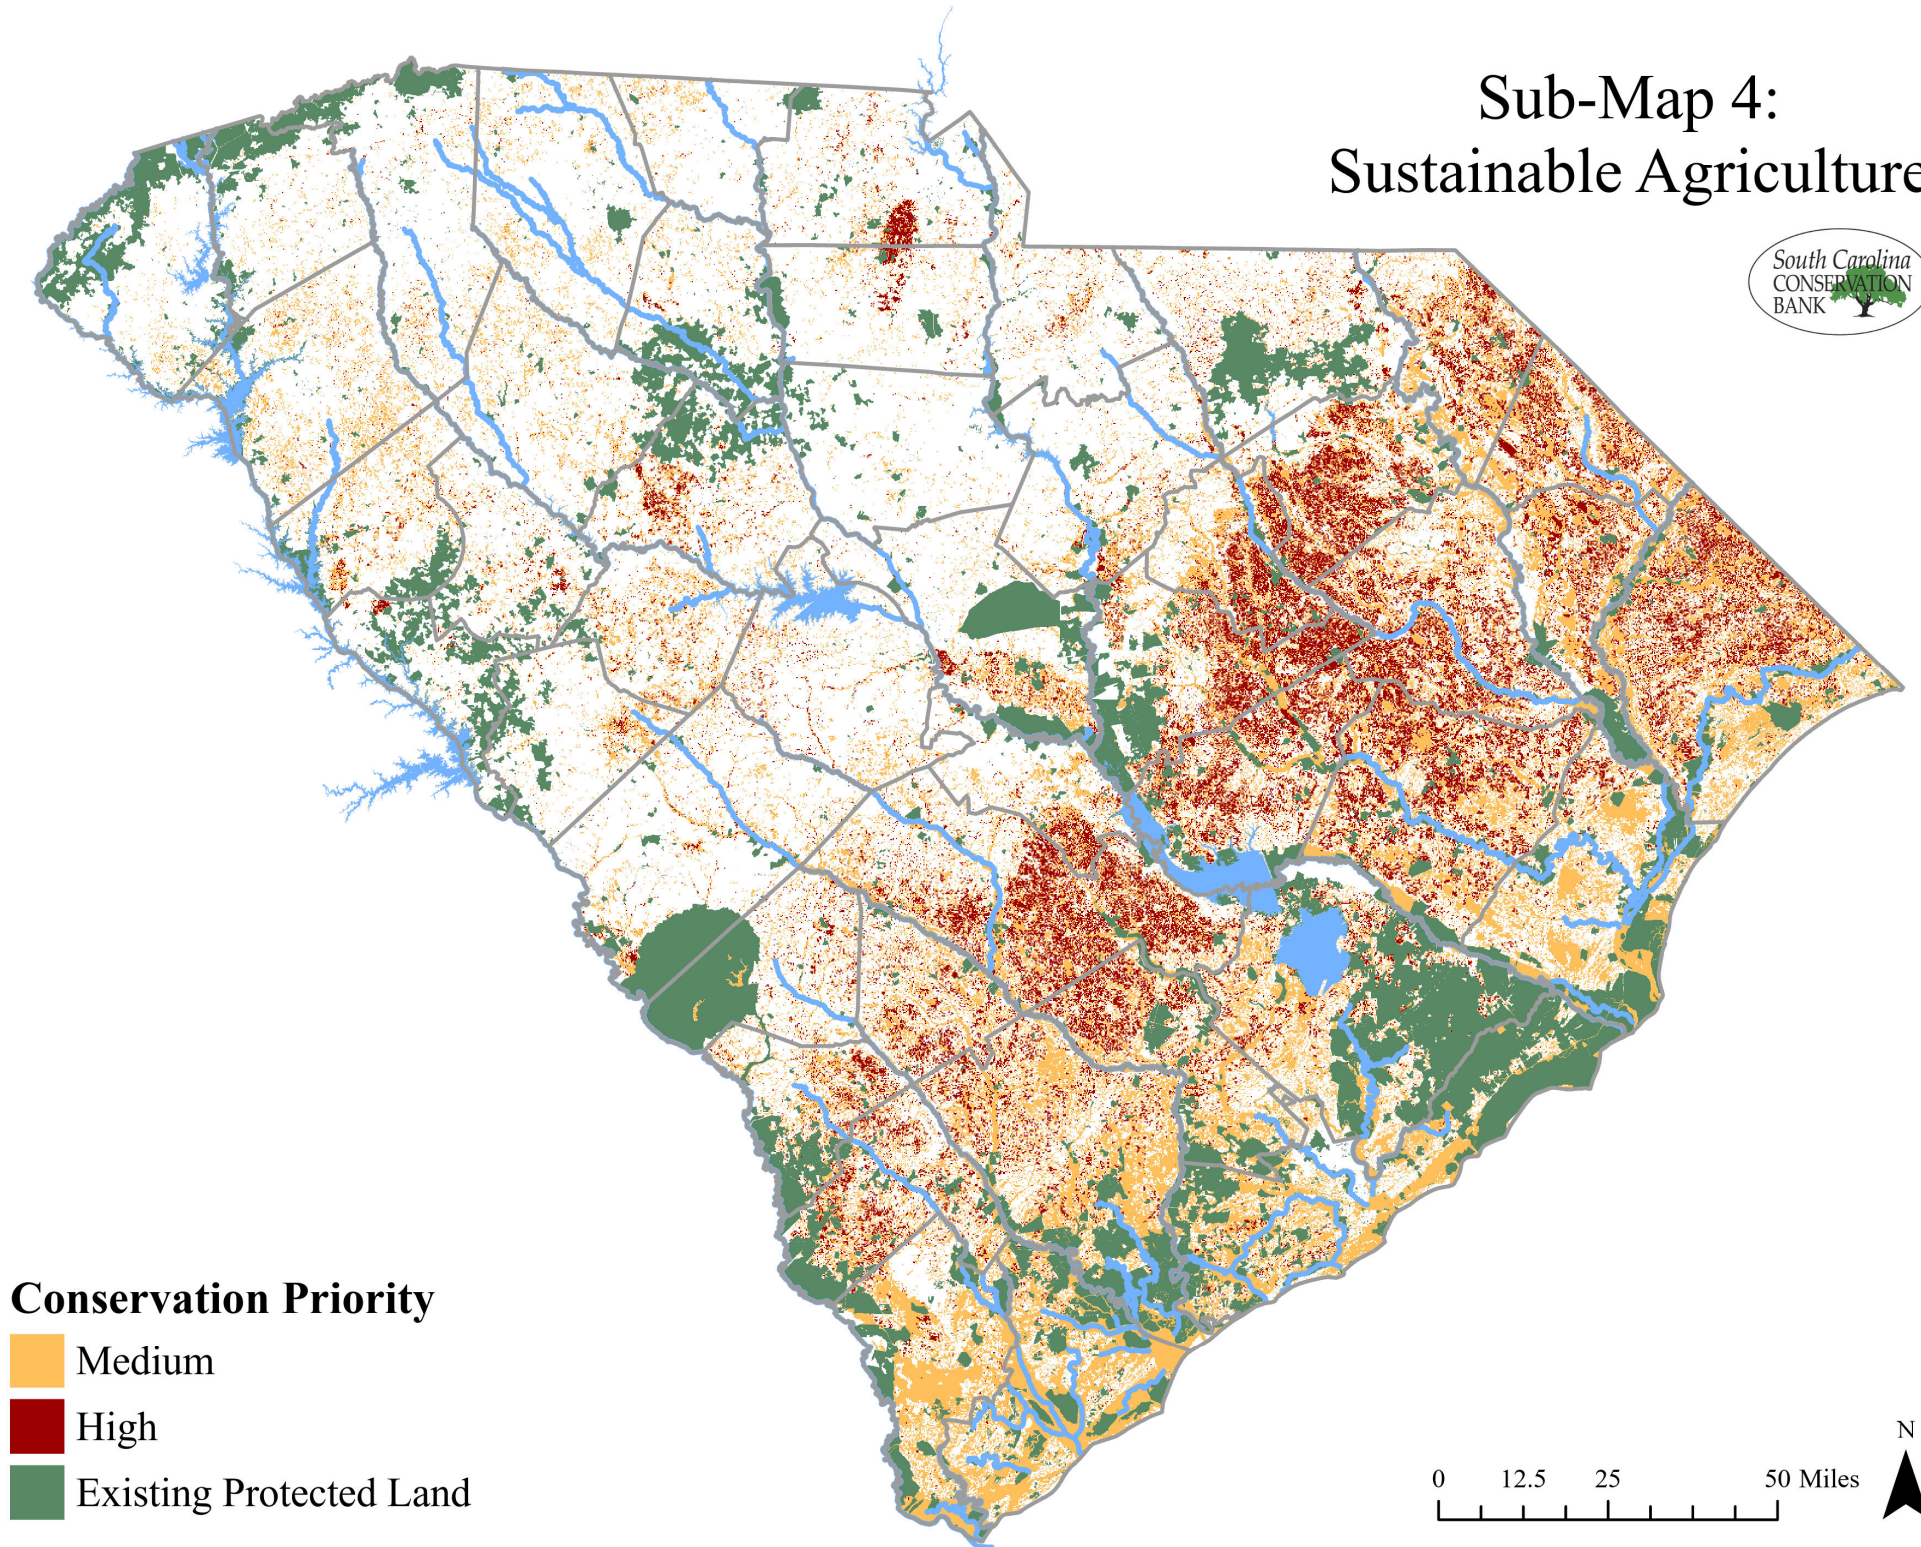 Sub-Map 4:
Sustainable Agriculture
South Carolina
CONSERVATION
BANK
Conservation Priority
Medium
High
Existing Protected Land
N
0 12.5 25 50 Miles